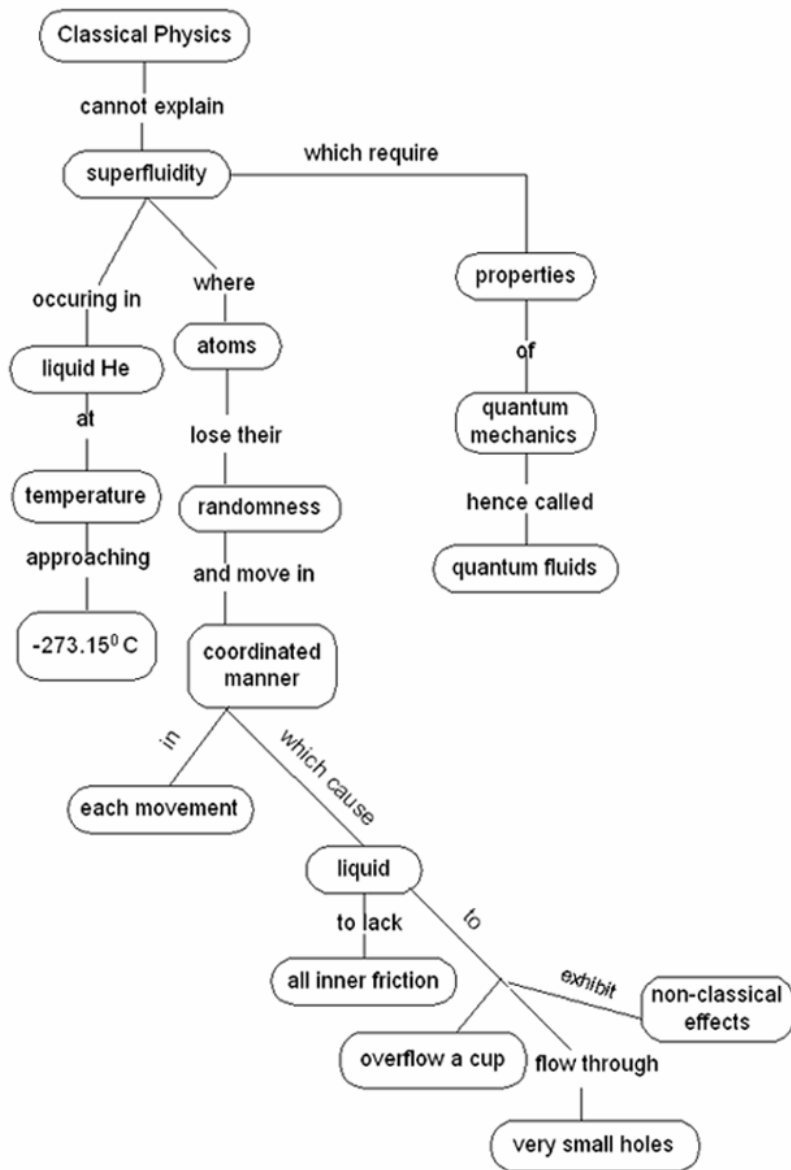 Classical Physics
cannot explain
superfluidity
which require
properties
of
quantum
mechanics
hence called
quantum fluids
occuring in
liquid He
at
temperature
approaching
-273.15⁰ C
where
atoms
lose their
randomness
and move in
coordinated
manner
in
each movement
which cause
liquid
to lack
all inner friction
to
overflow a cup
flow through
very small holes
exhibit
non-classical
effects